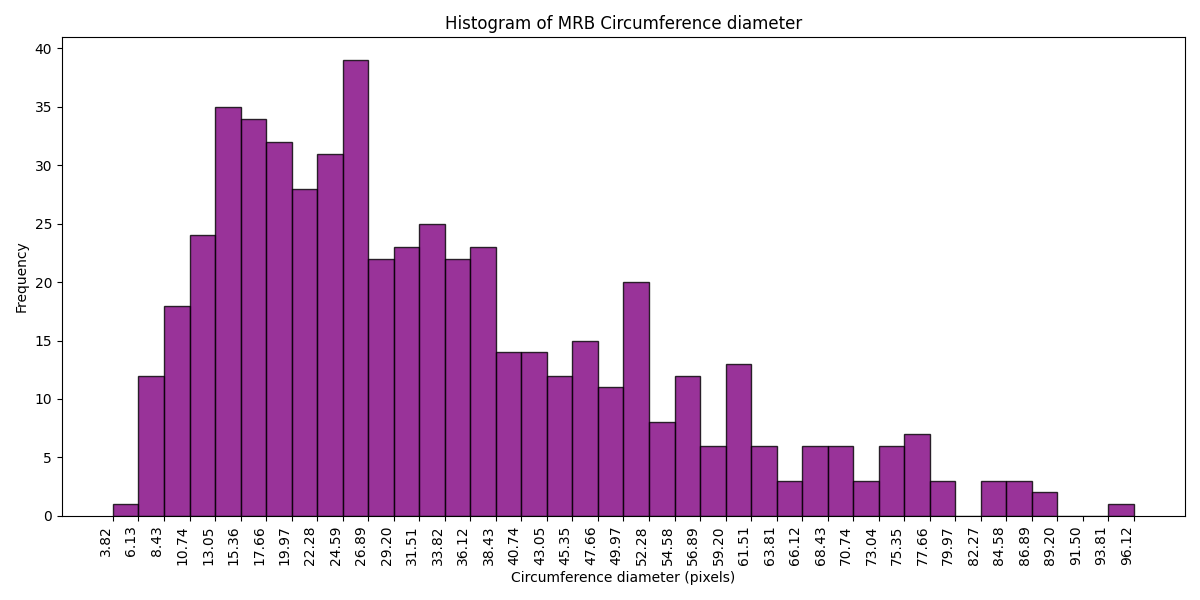 Histogram of MRB Circumference diameter
Frequency
40
35
30
25
20
15
10
5
0
3.82 6.13 8.43 10.74 13.05 15.36 17.66 19.97 22.28 24.59 26.89 29.20 31.51 33.82 36.12 38.43 40.74 43.05 45.35 47.66 49.97 52.28 54.58 56.89 59.20 61.51 63.81 66.12 68.43 70.74 73.04 75.35 77.66 79.97 82.27 84.58 86.89 89.20 91.50 93.81 96.12
Circumference diameter (pixels)